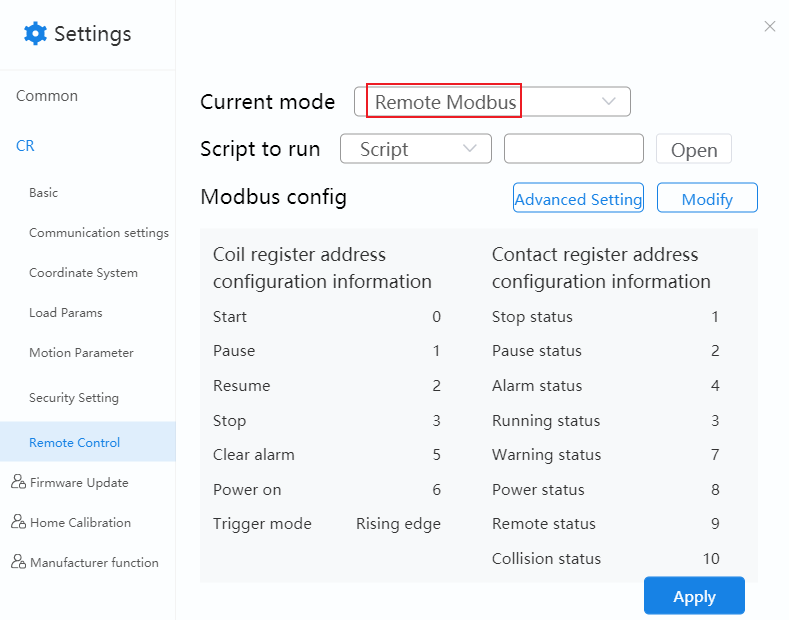 Settings
Common
CR
Basic
Communication settings
Coordinate System
Load Params
Motion Parameter
Security Setting
Remote Control
Firmware Update
Home Calibration
Manufacturer function
Current mode Remote Modbus
Script to run Script Open
Modbus config Advanced Setting Modify
Coil register address
configuration information
Start 0
Pause 1
Resume 2
Stop 3
Clear alarm 5
Power on 6
Trigger mode Rising edge
Contact register address
configuration information
Stop status 1
Pause status 2
Alarm status 4
Running status 3
Warning status 7
Power status 8
Remote status 9
Collision status 10
Apply